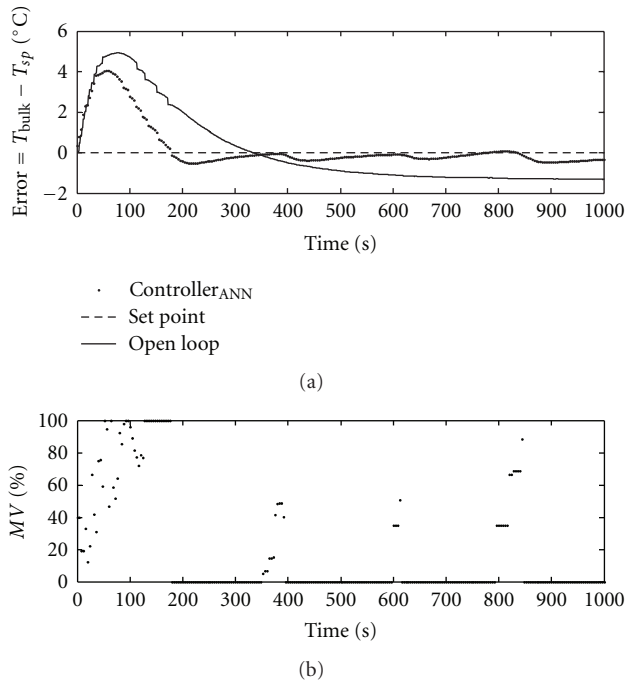 6
4
2
0
−2
Error = T_bulk − T_sp (°C)
0 100 200 300 400 500 600 700 800 900 1000
Time (s)
Controller_ANN
Set point
Open loop
(a)
100
80
60
40
20
0
MV (%)
0 100 200 300 400 500 600 700 800 900 1000
Time (s)
(b)